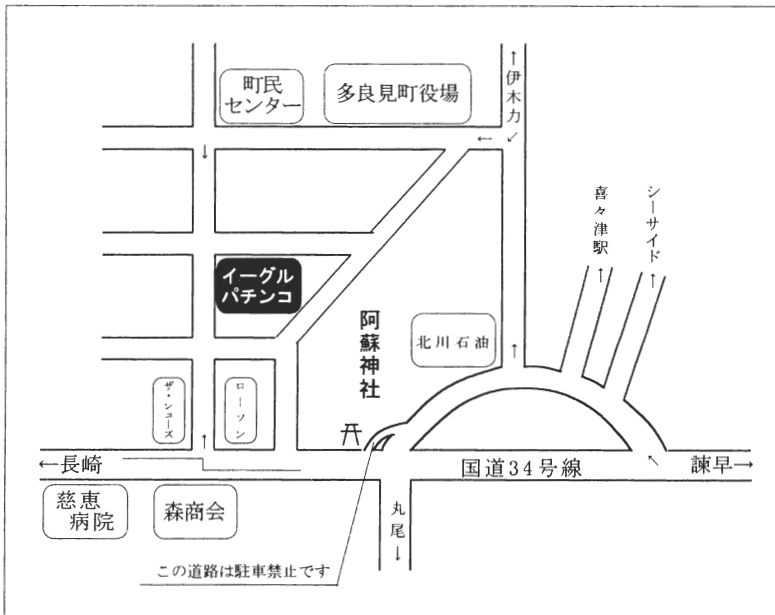 町民
センター
多良見町役場
↑
伊木力
↙
←
↓
喜々津駅
↑
シーサイド
↑
イーグル
パチンコ
阿蘇神社
北川石油
↑
ザ・シューズ
ローソン
↑
←長崎
国道34号線
↖
諫早→
慈恵
病院
森商会
丸尾
↓
この道路は駐車禁止です